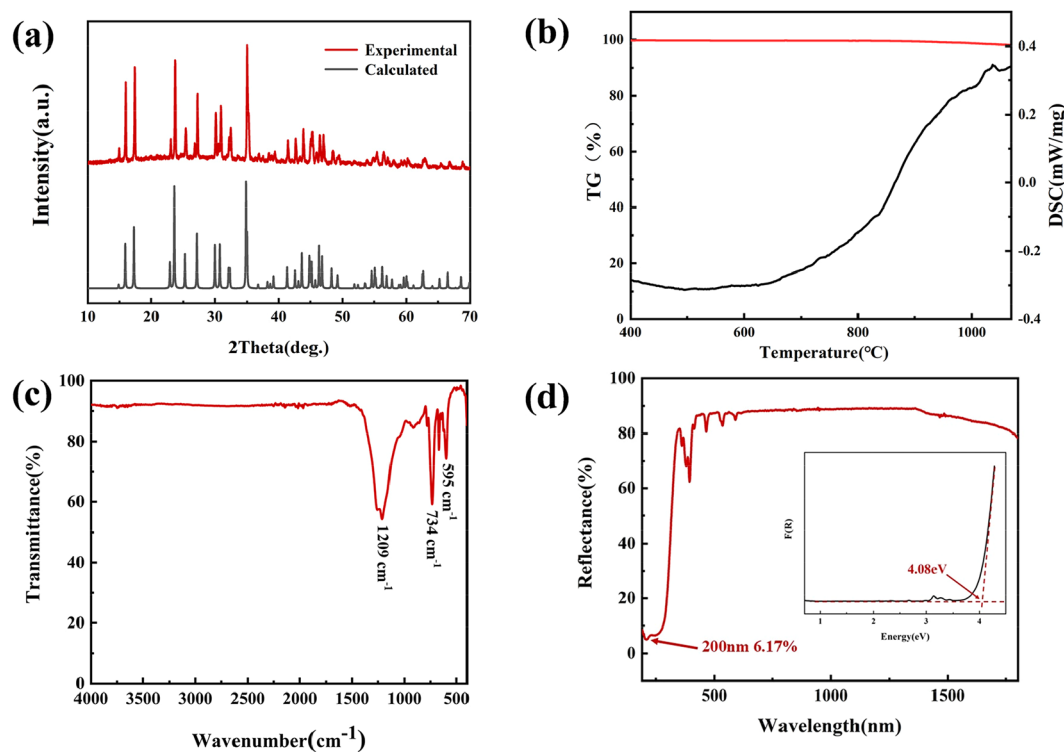 (a)
Experimental
Calculated
Intensity(a.u.)
10 20 30 40 50 60 70
2Theta(deg.)
(b)
100
80
60
40
20
0
TG（%）
0.4
0.2
0.0
-0.2
-0.4
DSC(mW/mg)
400 600 800 1000
Temperature(℃)
(c)
100
80
60
40
20
0
Transmittance(%)
1209 cm-1
734 cm-1
595 cm-1
4000 3500 3000 2500 2000 1500 1000 500
Wavenumber(cm-1)
(d)
100
80
60
40
20
0
Reflectance(%)
F(R)
4.08eV
1 2 3 4
Energy(eV)
200nm 6.17%
500 1000 1500
Wavelength(nm)